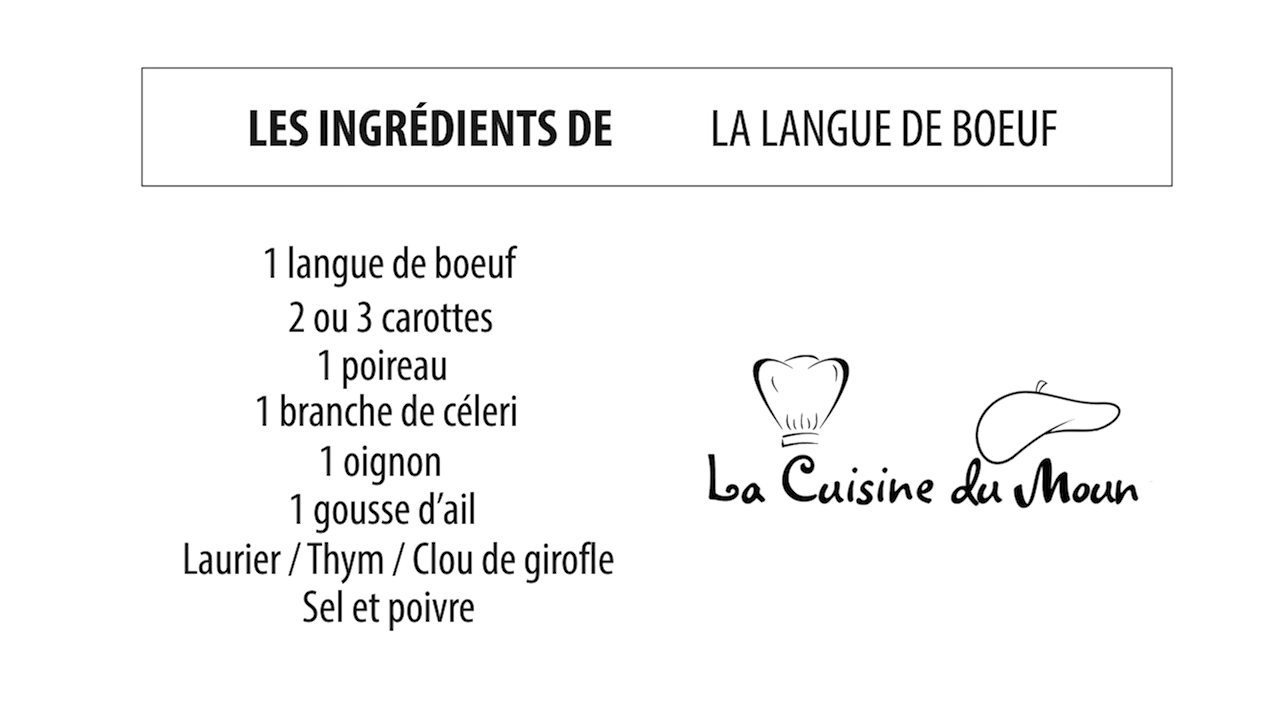 LES INGRÉDIENTS DE LA LANGUE DE BOEUF
1 langue de boeuf
2 ou 3 carottes
1 poireau
1 branche de céleri
1 oignon
1 gousse d'ail
Laurier / Thym / Clou de girofle
Sel et poivre
La Cuisine du Moun